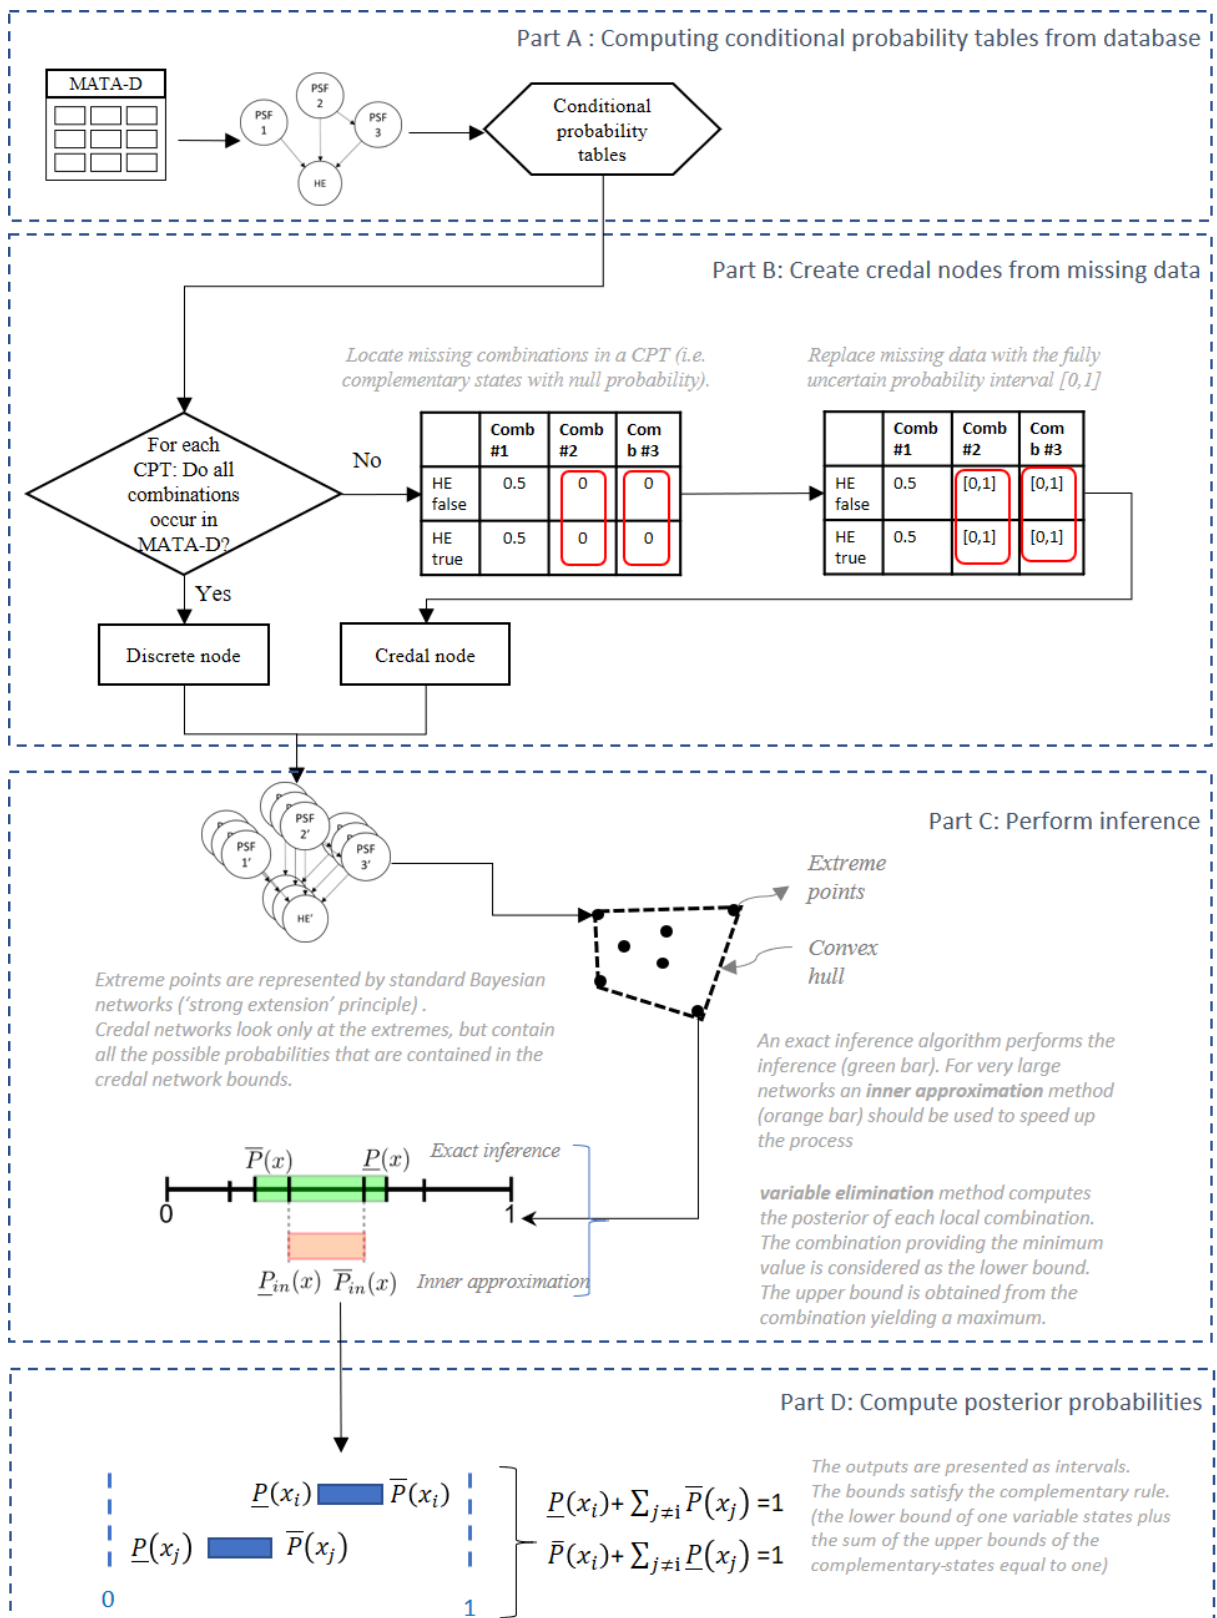 Part A : Computing conditional probability tables from database
MATA-D
PSF
1
PSF
2
PSF
3
HE
Conditional
probability
tables
Part B: Create credal nodes from missing data
Locate missing combinations in a CPT (i.e.
complementary states with null probability).
Replace missing data with the fully
uncertain probability interval [0,1]
For each
CPT: Do all
combinations
occur in
MATA-D?
No
Yes
Comb #1 Comb #2 Com b #3
HE false 0.5 0 0
HE true 0.5 0 0
Comb #1 Comb #2 Com b #3
HE false 0.5 [0,1] [0,1]
HE true 0.5 [0,1] [0,1]
Discrete node
Credal node
Part C: Perform inference
PSF
1'
PSF
2'
PSF
3'
HE'
Extreme
points
Convex
hull
Extreme points are represented by standard Bayesian
networks ('strong extension' principle) .
Credal networks look only at the extremes, but contain
all the possible probabilities that are contained in the
credal network bounds.
An exact inference algorithm performs the
inference (green bar). For very large
networks an inner approximation method
(orange bar) should be used to speed up
the process
variable elimination method computes
the posterior of each local combination.
The combination providing the minimum
value is considered as the lower bound.
The upper bound is obtained from the
combination yielding a maximum.
P̅(x) P̲(x) Exact inference
0 1
P̲in(x) P̅in(x) Inner approximation
Part D: Compute posterior probabilities
P̲(xi) P̅(xi)
P̲(xj) P̅(xj)
0 1
P̲(xi)+ ∑j≠i P̅(xj) =1
P̅(xi)+ ∑j≠i P̲(xj) =1
The outputs are presented as intervals.
The bounds satisfy the complementary rule.
(the lower bound of one variable states plus
the sum of the upper bounds of the
complementary-states equal to one)